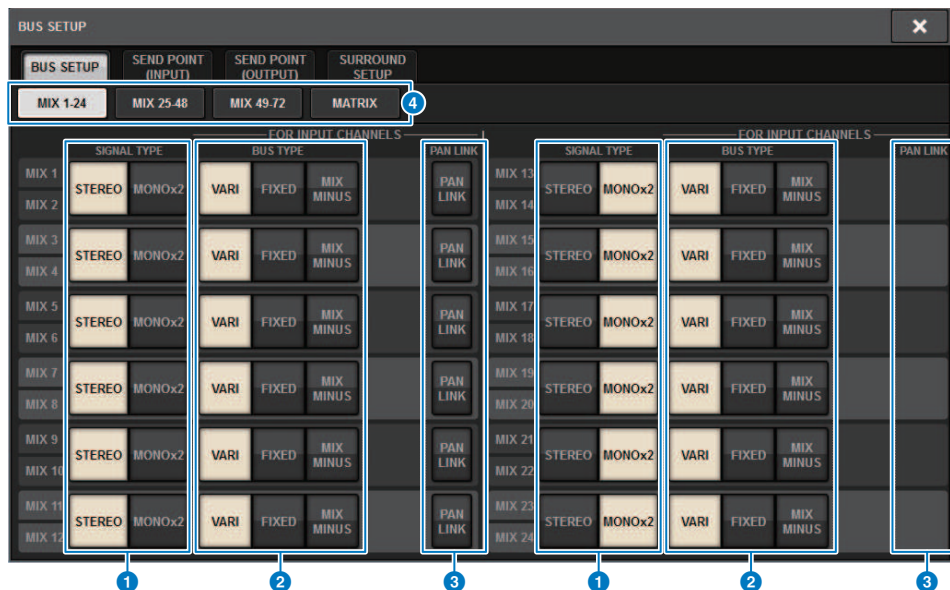 BUS SETUP
BUS SETUP
SEND POINT
(INPUT)
SEND POINT
(OUTPUT)
SURROUND
SETUP
MIX 1-24
MIX 25-48
MIX 49-72
MATRIX
4
FOR INPUT CHANNELS
FOR INPUT CHANNELS
SIGNAL TYPE BUS TYPE PAN LINK SIGNAL TYPE BUS TYPE PAN LINK
MIX 1
MIX 2
STEREO MONOx2 VARI FIXED MIX MINUS PAN LINK
MIX 13
MIX 14
STEREO MONOx2 VARI FIXED MIX MINUS
MIX 3
MIX 4
STEREO MONOx2 VARI FIXED MIX MINUS PAN LINK
MIX 15
MIX 16
STEREO MONOx2 VARI FIXED MIX MINUS
MIX 5
MIX 6
STEREO MONOx2 VARI FIXED MIX MINUS PAN LINK
MIX 17
MIX 18
STEREO MONOx2 VARI FIXED MIX MINUS
MIX 7
MIX 8
STEREO MONOx2 VARI FIXED MIX MINUS PAN LINK
MIX 19
MIX 20
STEREO MONOx2 VARI FIXED MIX MINUS
MIX 9
MIX 10
STEREO MONOx2 VARI FIXED MIX MINUS PAN LINK
MIX 21
MIX 22
STEREO MONOx2 VARI FIXED MIX MINUS
MIX 11
MIX 12
STEREO MONOx2 VARI FIXED MIX MINUS PAN LINK
MIX 23
MIX 24
STEREO MONOx2 VARI FIXED MIX MINUS
1 2 3 1 2 3